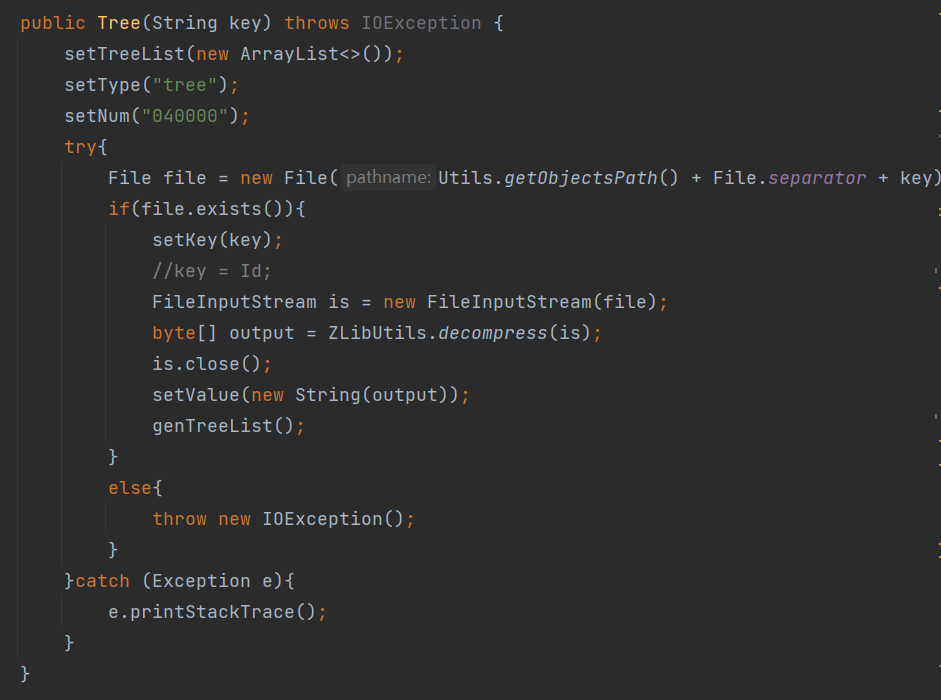 public Tree(String key) throws IOException {
setTreeList(new ArrayList<>());
setType("tree");
setNum("040000");
try{
File file = new File( pathname: Utils.getObjectsPath() + File.separator + key)
if(file.exists()){
setKey(key);
//key = Id;
FileInputStream is = new FileInputStream(file);
byte[] output = ZLibUtils.decompress(is);
is.close();
setValue(new String(output));
genTreeList();
}
else{
throw new IOException();
}
}catch (Exception e){
e.printStackTrace();
}
}